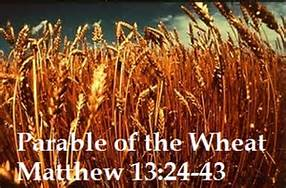 Parable of the Wheat
Matthew 13:24-43